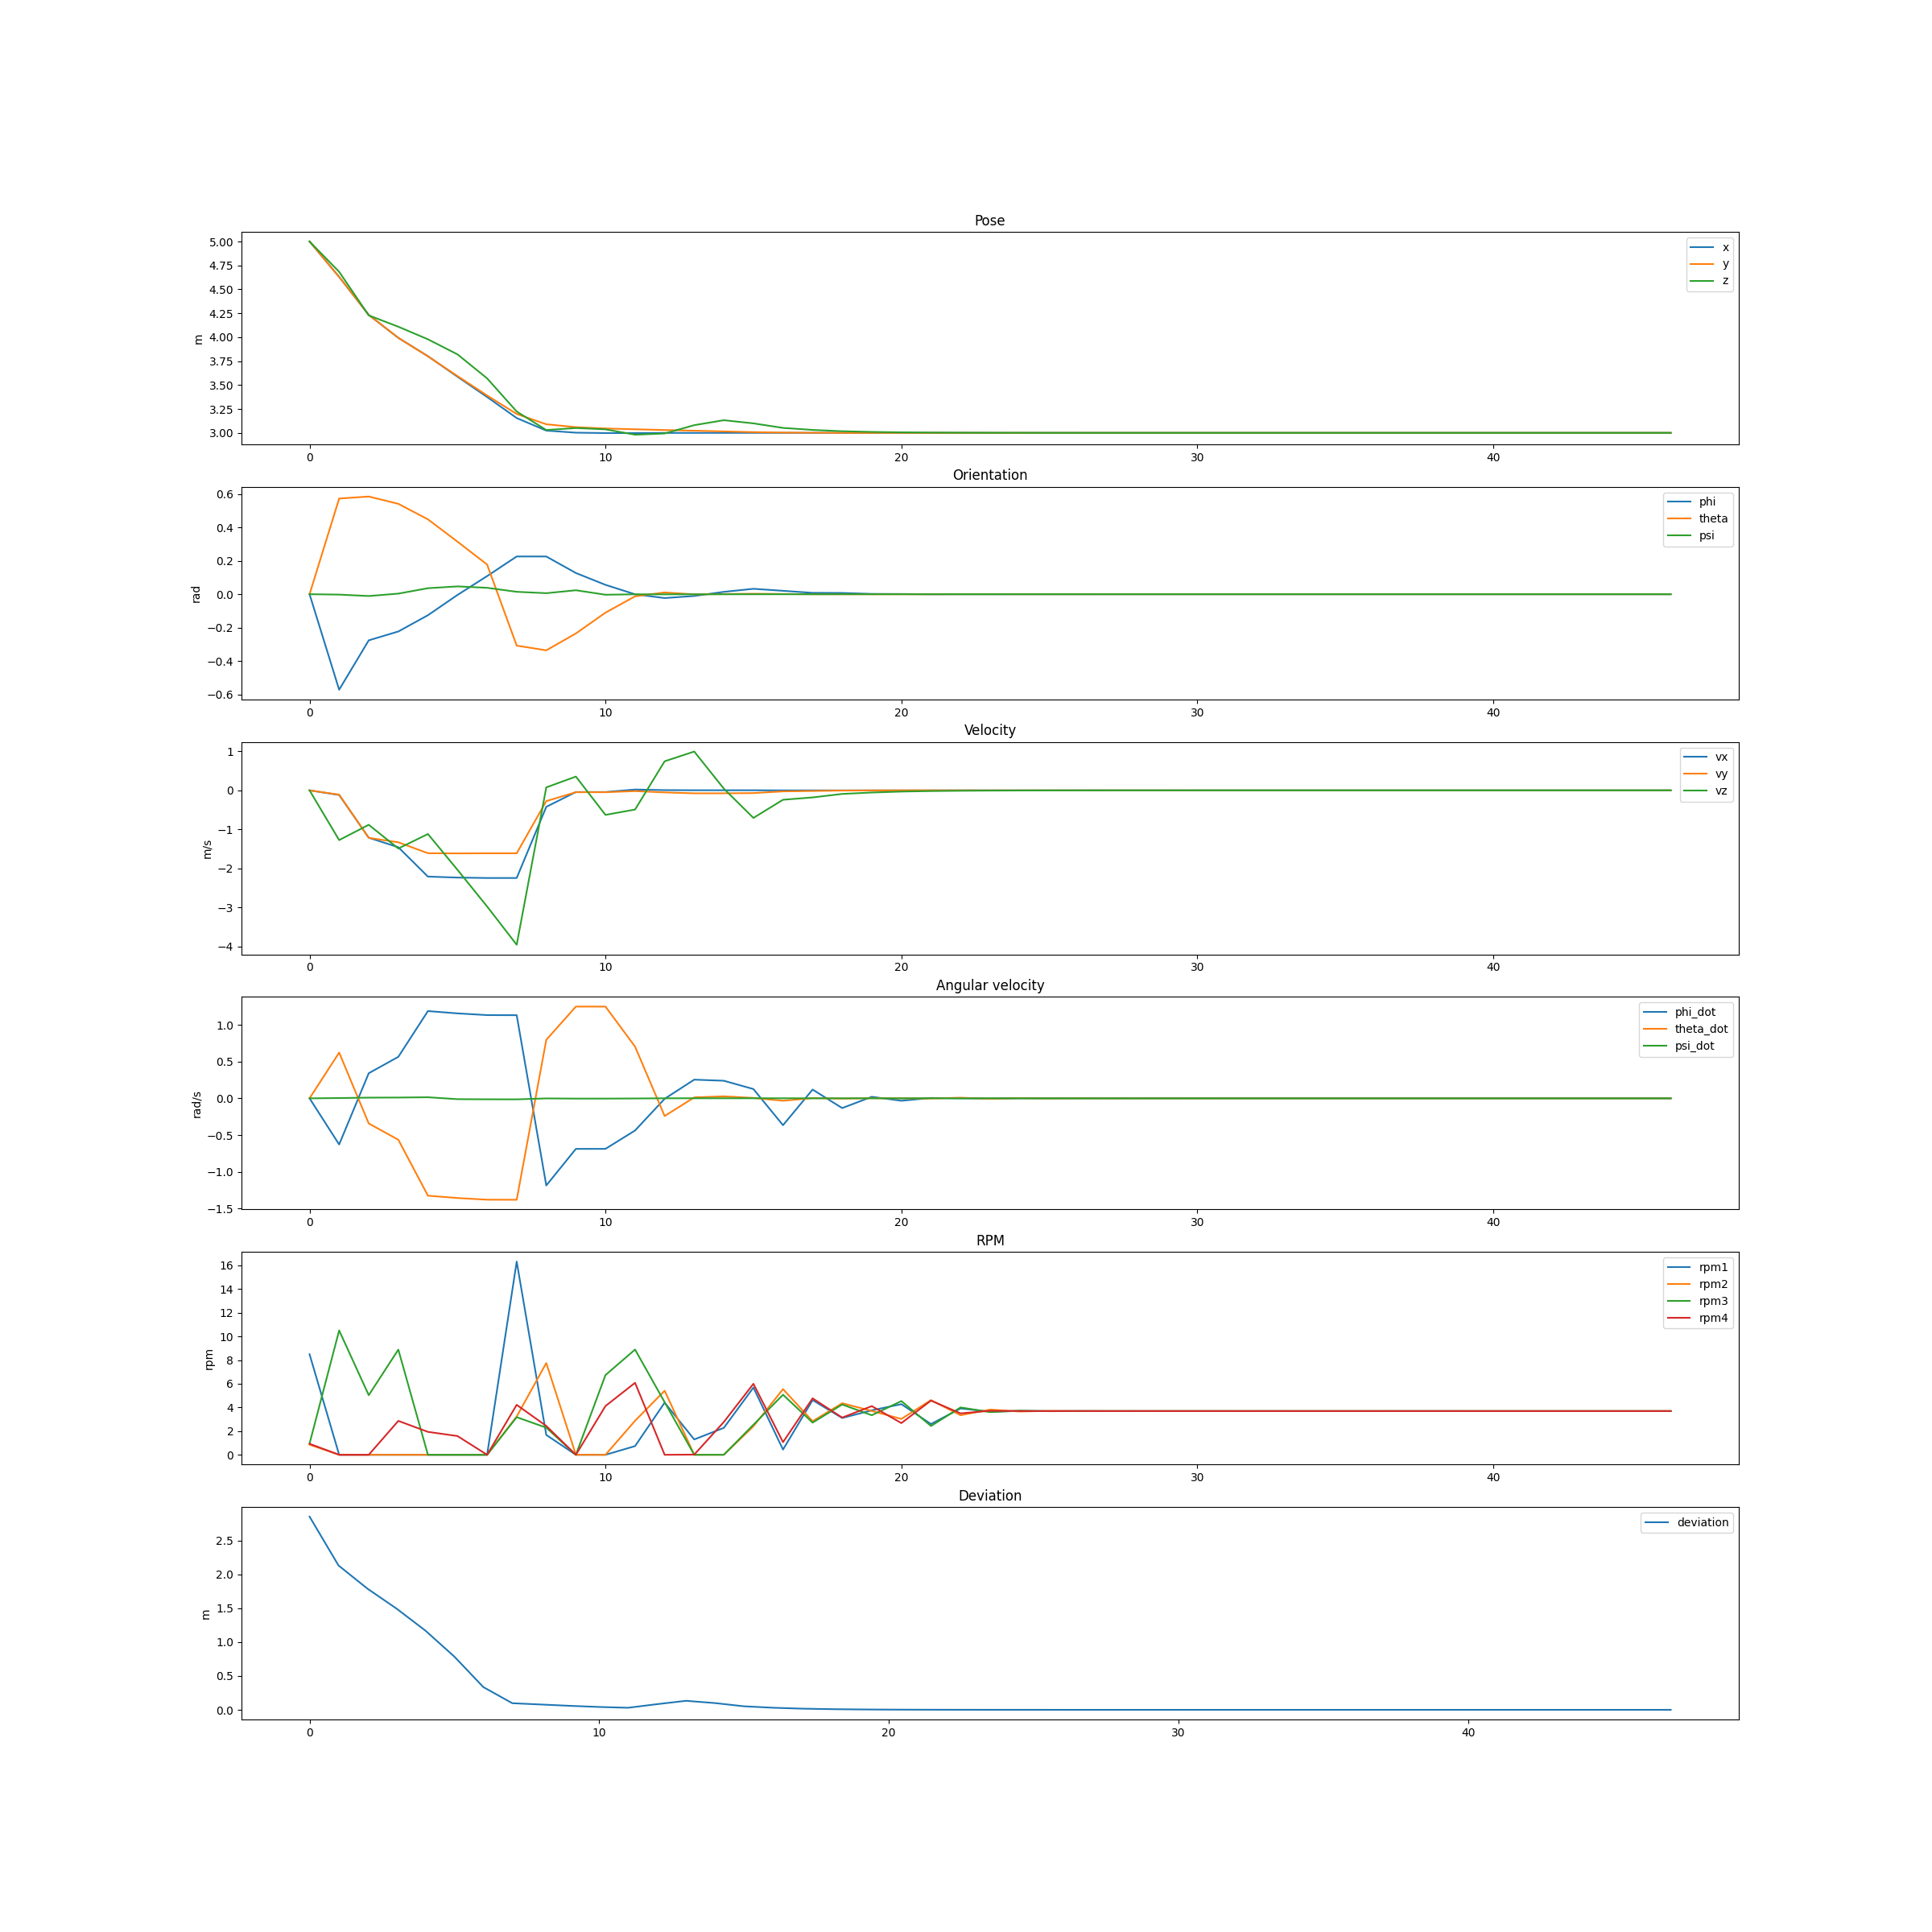 Pose
5.00
4.75
4.50
4.25
4.00
3.75
3.50
3.25
3.00
m
x
y
z
0 10 20 30 40
Orientation
0.6
0.4
0.2
0.0
−0.2
−0.4
−0.6
rad
phi
theta
psi
0 10 20 30 40
Velocity
1
0
−1
−2
−3
−4
m/s
vx
vy
vz
0 10 20 30 40
Angular velocity
1.0
0.5
0.0
−0.5
−1.0
−1.5
rad/s
phi_dot
theta_dot
psi_dot
0 10 20 30 40
RPM
16
14
12
10
8
6
4
2
0
rpm
rpm1
rpm2
rpm3
rpm4
0 10 20 30 40
Deviation
2.5
2.0
1.5
1.0
0.5
0.0
m
deviation
0 10 20 30 40